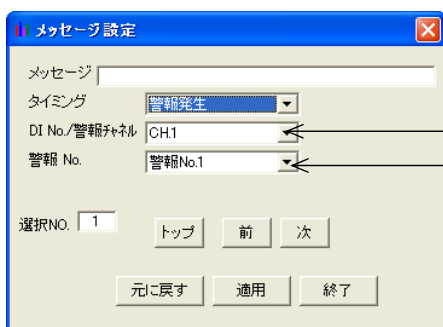 メッセージ設定
メッセージ
タイミング 警報発生
DI No./警報チャネル CH.1
警報 No. 警報No.1
選択NO. 1 トップ 前 次
元に戻す 適用 終了